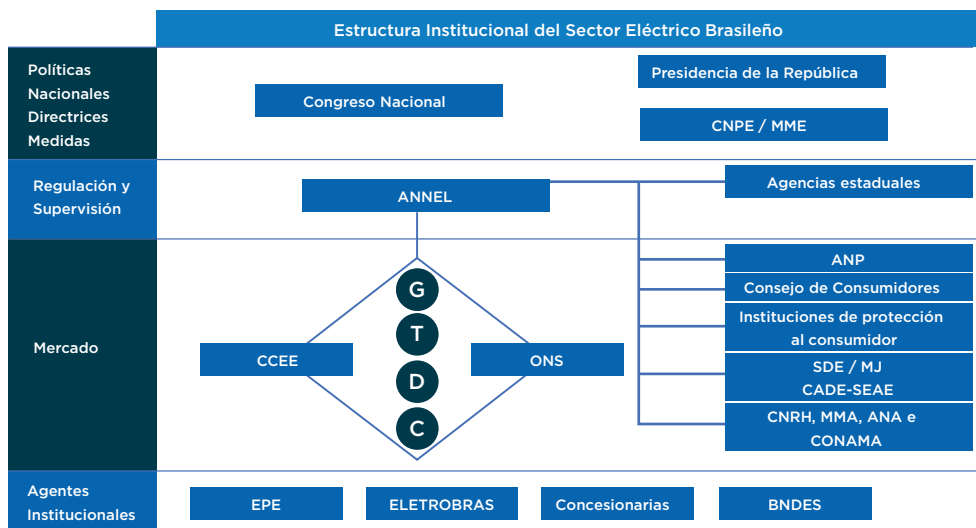 Estructura Institucional del Sector Eléctrico Brasileño
Políticas
Nacionales
Directrices
Medidas
Congreso Nacional
Presidencia de la República
CNPE / MME
Regulación y
Supervisión
ANNEL
Agencias estaduales
Mercado
G
T
D
C
CCEE
ONS
ANP
Consejo de Consumidores
Instituciones de protección
al consumidor
SDE / MJ
CADE-SEAE
CNRH, MMA, ANA e
CONAMA
Agentes
Institucionales
EPE
ELETROBRAS
Concesionarias
BNDES